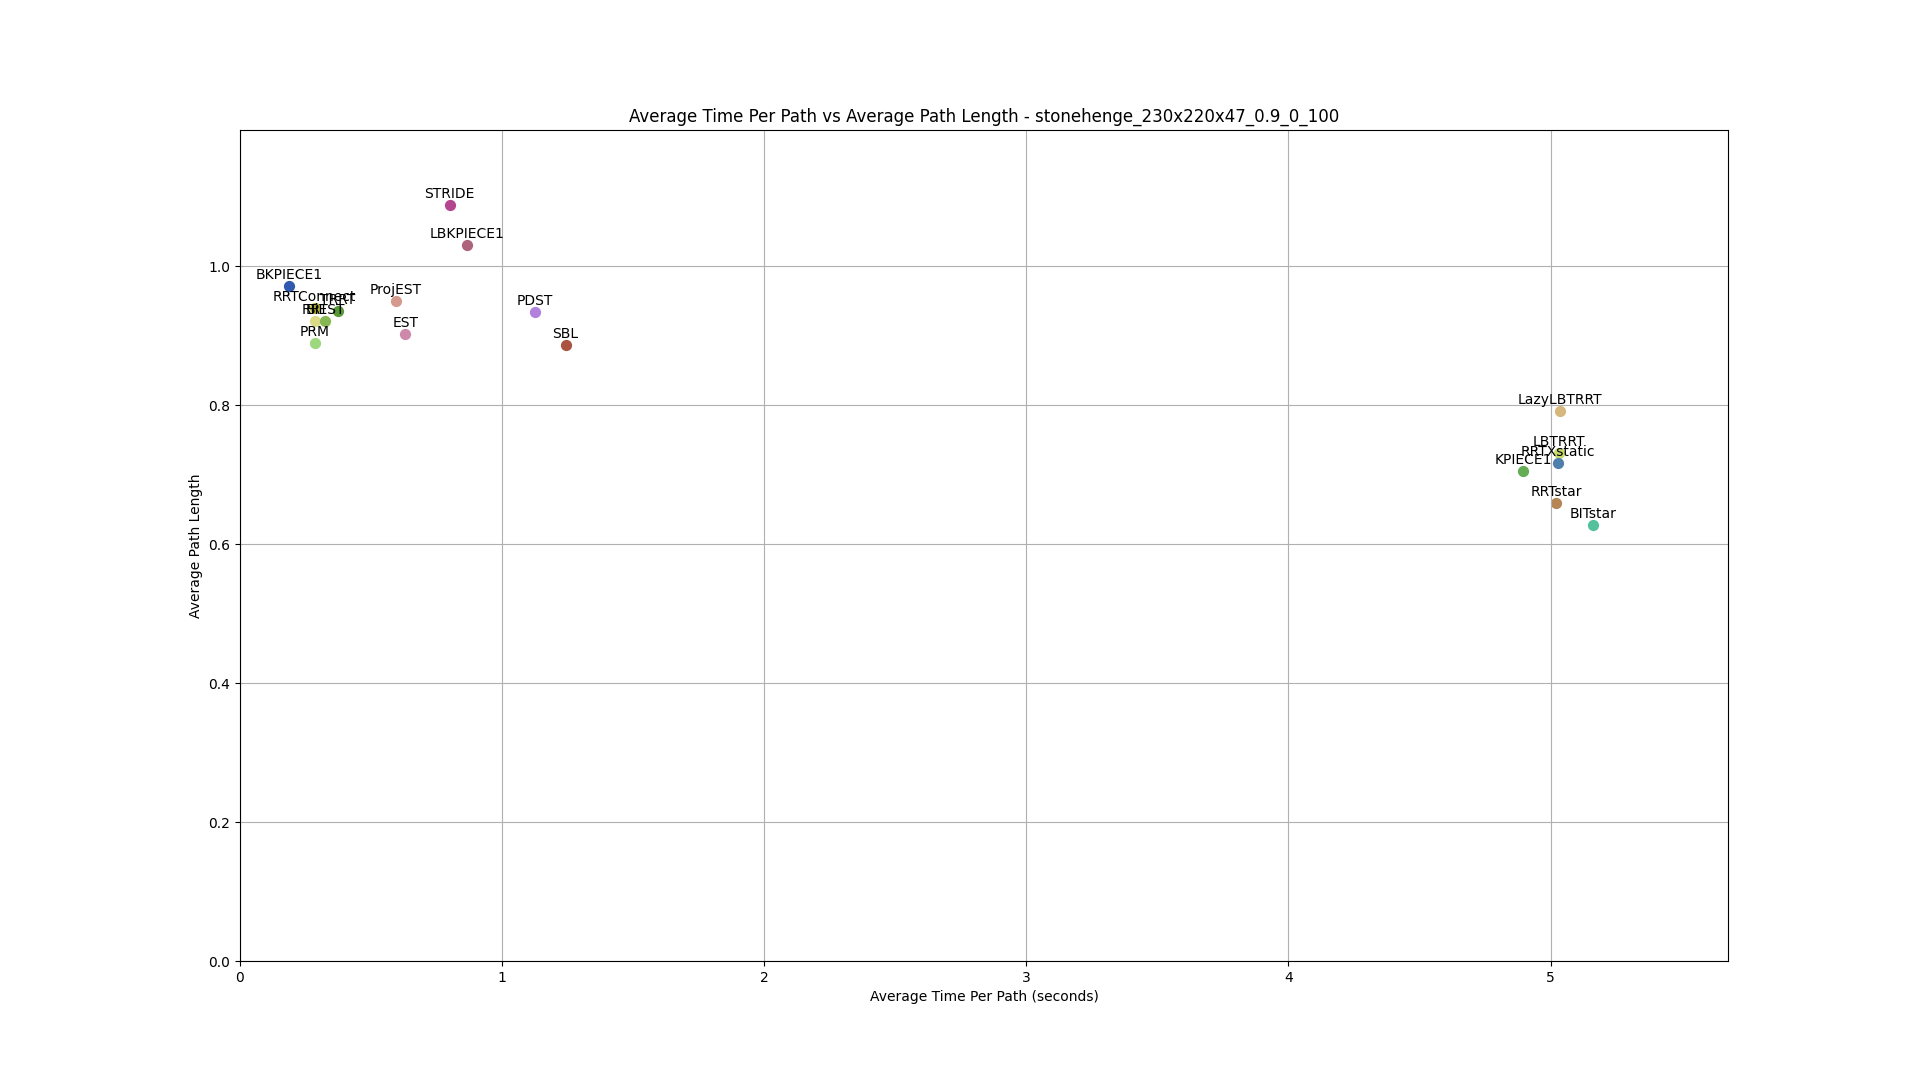 Average Time Per Path vs Average Path Length - stonehenge_230x220x47_0.9_0_100
STRIDE
LBKPIECE1
1.0
BKPIECE1
ProjEST
RRTConnect
TRRT
PDST
EST
PRM
SBL
0.8
LazyLBTRRT
LBTRRT
RRTXstatic
KPIECE1
RRTstar
BITstar
0.6
0.4
0.2
0.0
0
1
2
3
4
5
Average Path Length
Average Time Per Path (seconds)